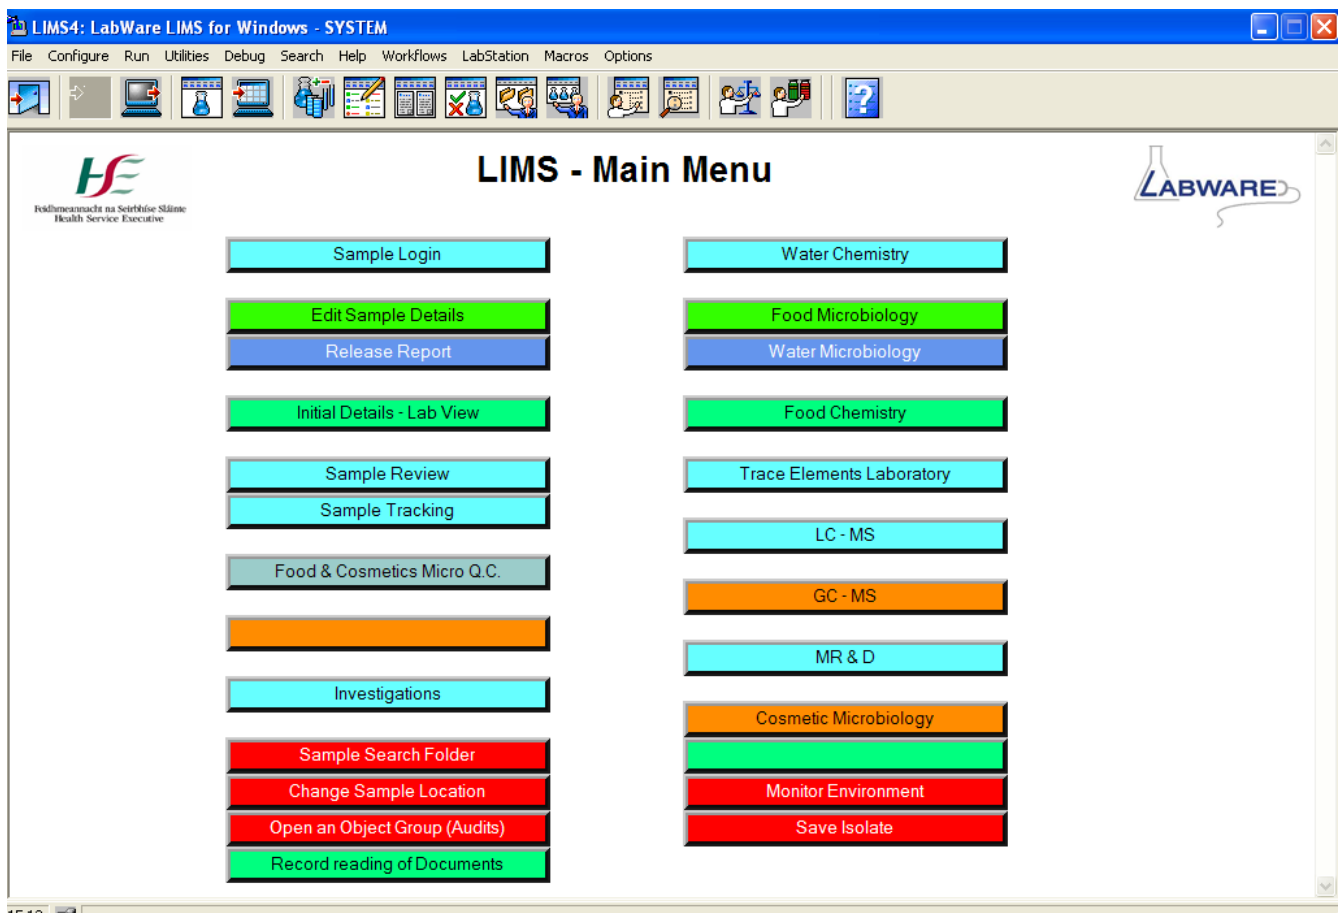 LIMS4: LabWare LIMS for Windows - SYSTEM
File Configure Run Utilities Debug Search Help Workflows LabStation Macros Options
LIMS - Main Menu
Feidhmeannacht na Seirbhíse Sláinte
Health Service Executive
LABWARE
Sample Login
Water Chemistry
Edit Sample Details
Food Microbiology
Release Report
Water Microbiology
Initial Details - Lab View
Food Chemistry
Sample Review
Trace Elements Laboratory
Sample Tracking
LC - MS
Food & Cosmetics Micro Q.C.
GC - MS
MR & D
Investigations
Cosmetic Microbiology
Sample Search Folder
Change Sample Location
Monitor Environment
Open an Object Group (Audits)
Save Isolate
Record reading of Documents